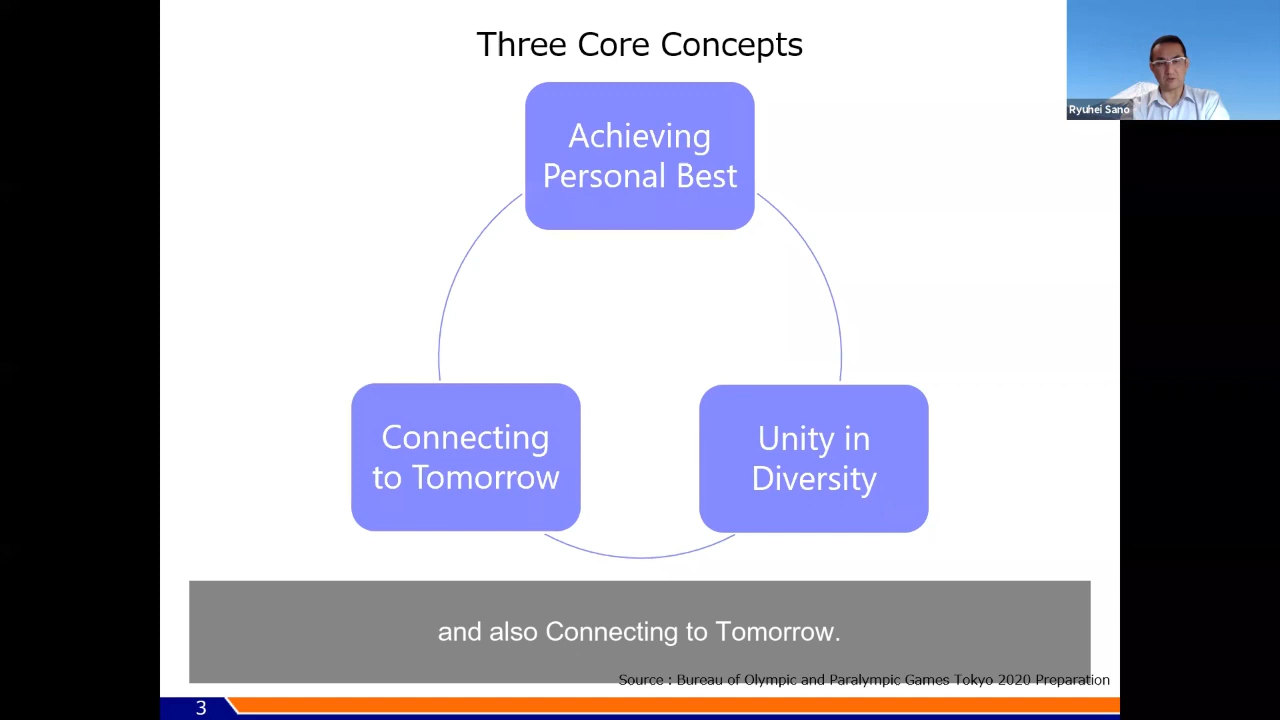 Three Core Concepts
Ryuhei Sano
Achieving
Personal Best
Connecting
to Tomorrow
Unity in
Diversity
and also Connecting to Tomorrow.
Source : Bureau of Olympic and Paralympic Games Tokyo 2020 Preparation
3